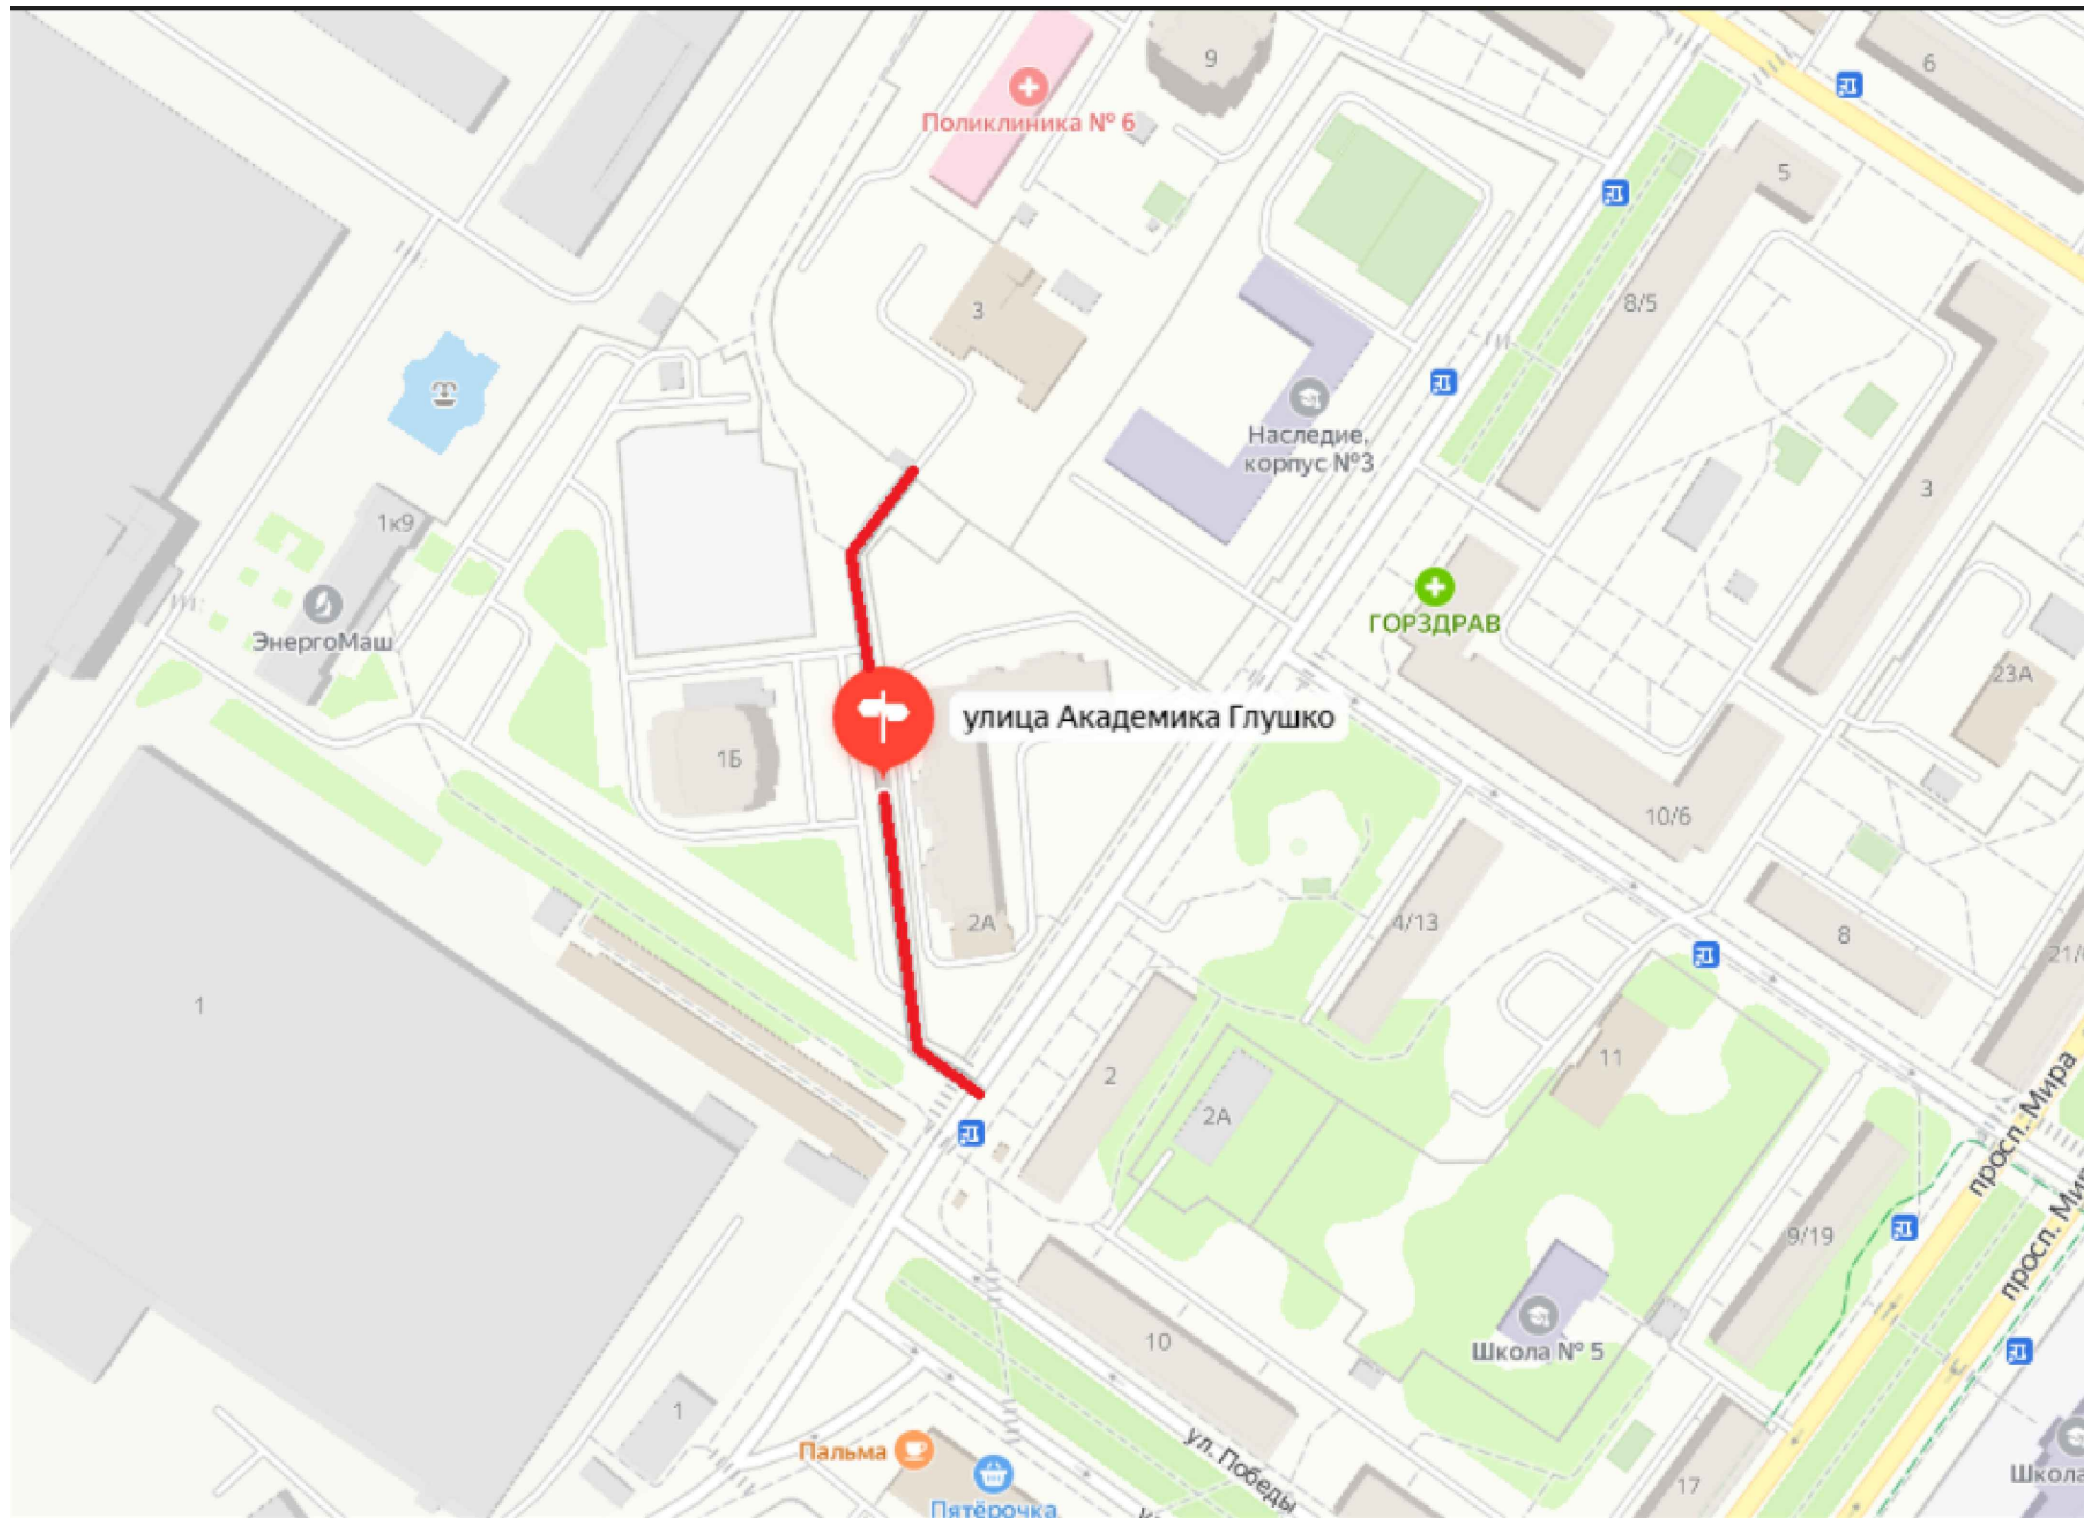 9
6
Поликлиника № 6
5
3
8/5
Наследие,
корпус №3
1к9
3
ГОРЗДРАВ
ЭнергоМаш
23А
улица Академика Глушко
1Б
10/6
2А
4/13
8
1
11
2
2А
просп. Мира
9/19
10
Школа № 5
1
ул. Победы
Пальма
Школа
17
Пятёрочка